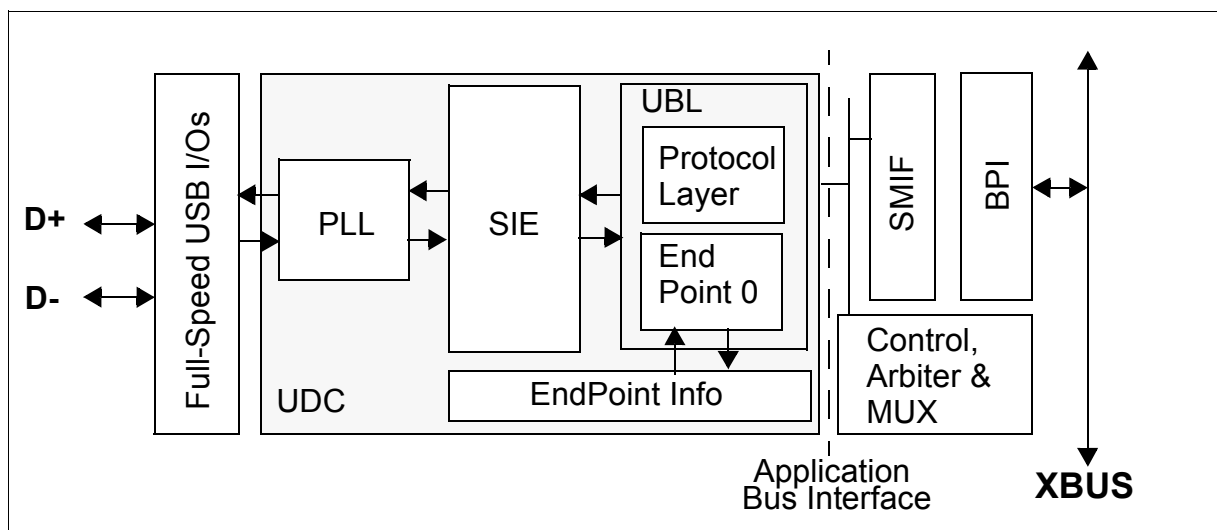 D+
D-
Full-Speed USB I/Os
UDC
PLL
SIE
UBL
Protocol
Layer
End
Point 0
EndPoint Info
SMIF
BPI
Control,
Arbiter &
MUX
Application
Bus Interface
XBUS